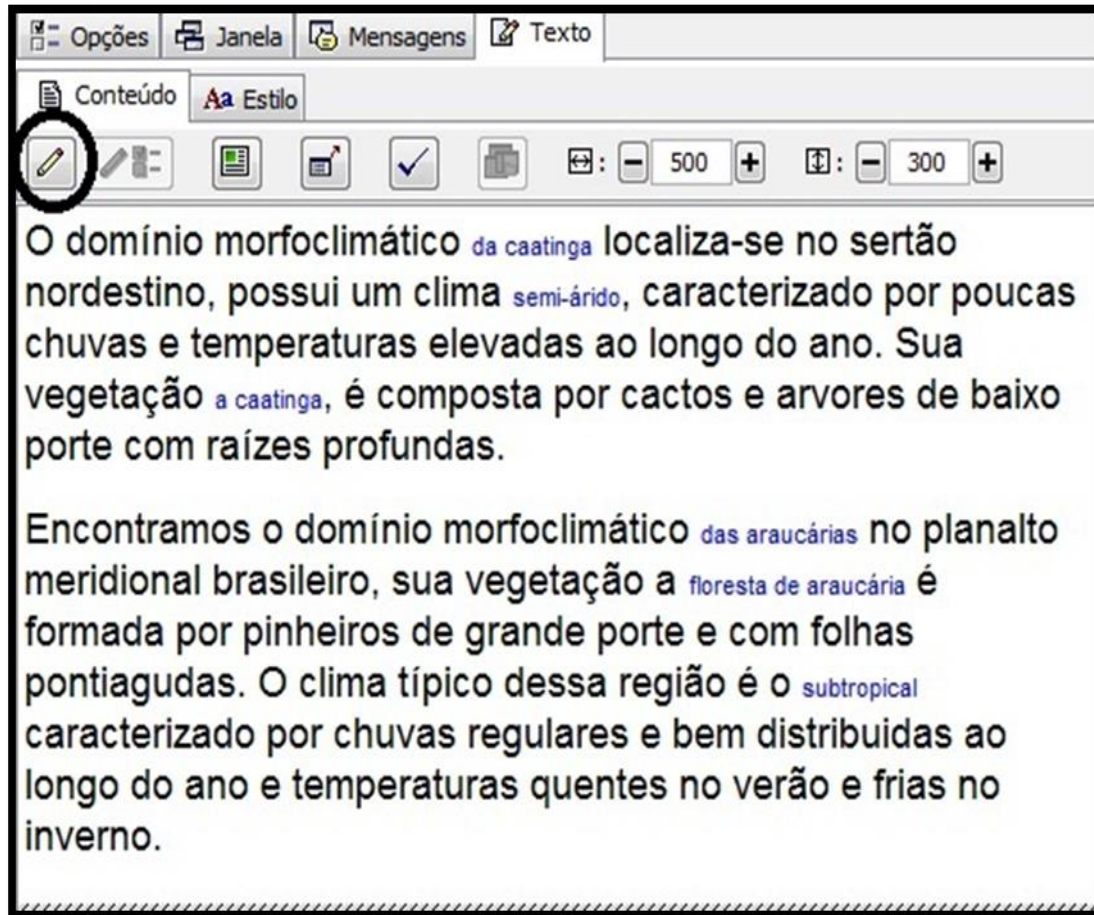 Opções Janela Mensagens Texto
Conteúdo Aa Estilo
500 300
O domínio morfoclimático da caatinga localiza-se no sertão
nordestino, possui um clima semi-árido, caracterizado por poucas
chuvas e temperaturas elevadas ao longo do ano. Sua
vegetação a caatinga, é composta por cactos e arvores de baixo
porte com raízes profundas.
Encontramos o domínio morfoclimático das araucárias no planalto
meridional brasileiro, sua vegetação a floresta de araucária é
formada por pinheiros de grande porte e com folhas
pontiagudas. O clima típico dessa região é o subtropical
caracterizado por chuvas regulares e bem distribuidas ao
longo do ano e temperaturas quentes no verão e frias no
inverno.